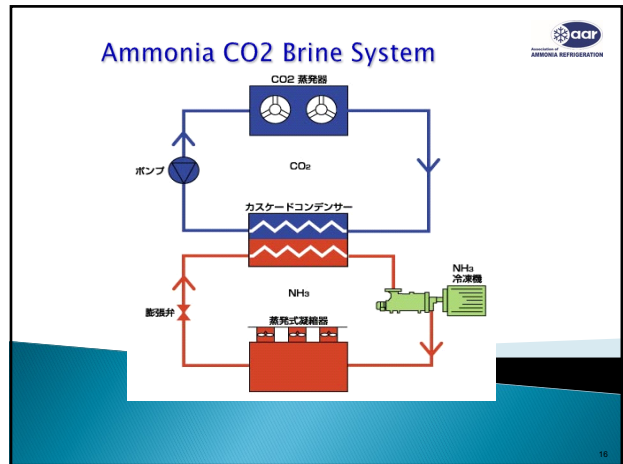 Ammonia CO2 Brine System
aar
Association of
AMMONIA REFRIGERATION
CO2 蒸発器
ポンプ
CO₂
カスケードコンデンサー
NH₃
冷凍機
NH₃
膨張弁
蒸発式凝縮器
16